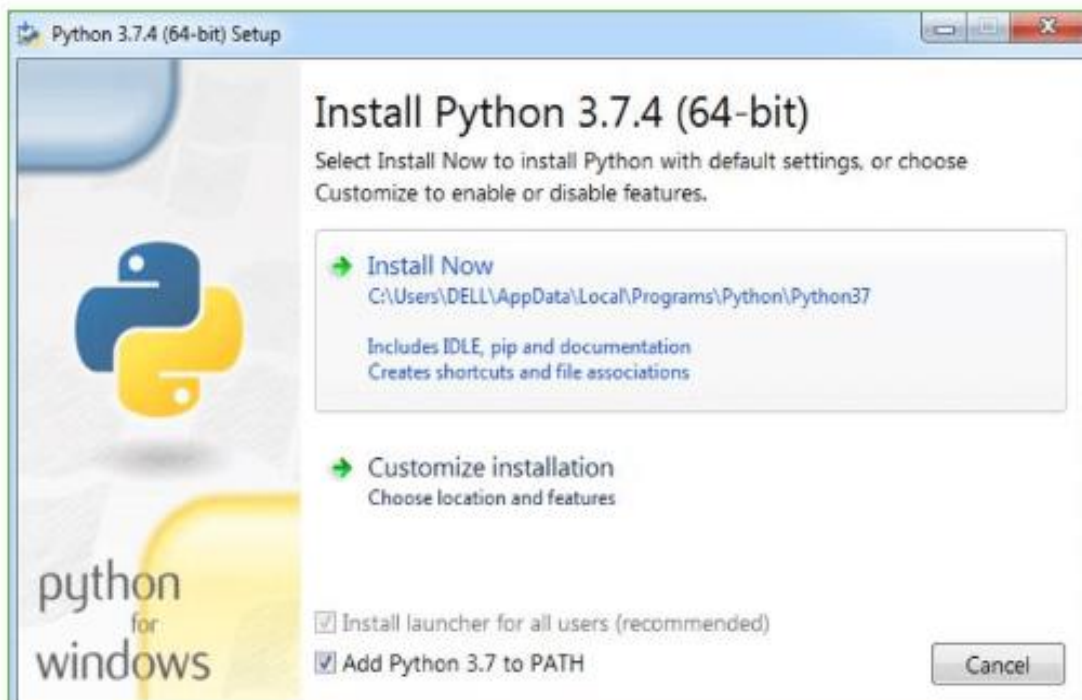 Python 3.7.4 (64-bit) Setup
Install Python 3.7.4 (64-bit)
Select Install Now to install Python with default settings, or choose
Customize to enable or disable features.
Install Now
C:\Users\DELL\AppData\Local\Programs\Python\Python37
Includes IDLE, pip and documentation
Creates shortcuts and file associations
Customize installation
Choose location and features
python
for
windows
Install launcher for all users (recommended)
Add Python 3.7 to PATH
Cancel